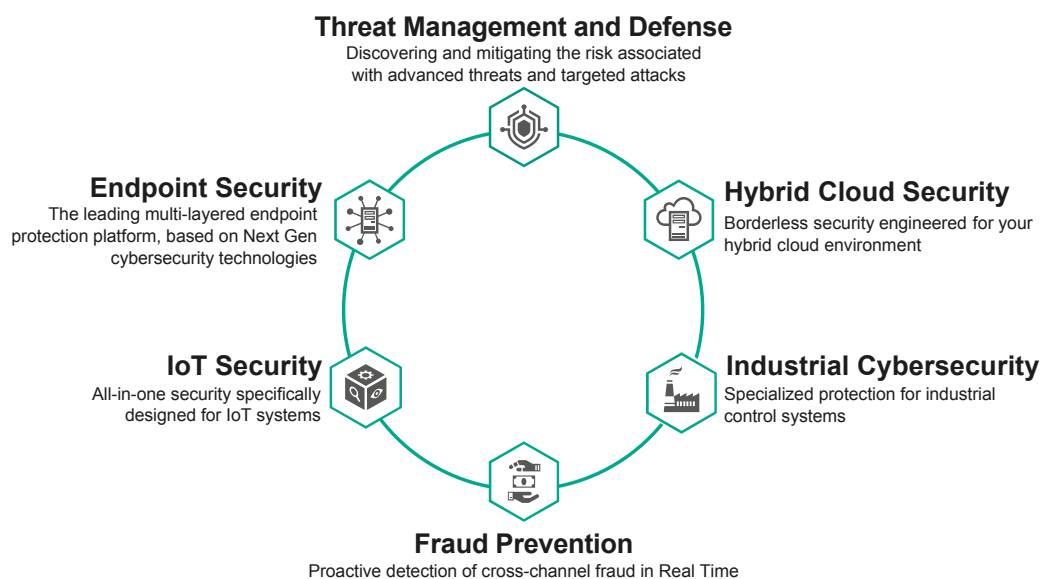 Threat Management and Defense
Discovering and mitigating the risk associated
with advanced threats and targeted attacks
Endpoint Security
The leading multi-layered endpoint
protection platform, based on Next Gen
cybersecurity technologies
Hybrid Cloud Security
Borderless security engineered for your
hybrid cloud environment
IoT Security
All-in-one security specifically
designed for IoT systems
Industrial Cybersecurity
Specialized protection for industrial
control systems
Fraud Prevention
Proactive detection of cross-channel fraud in Real Time